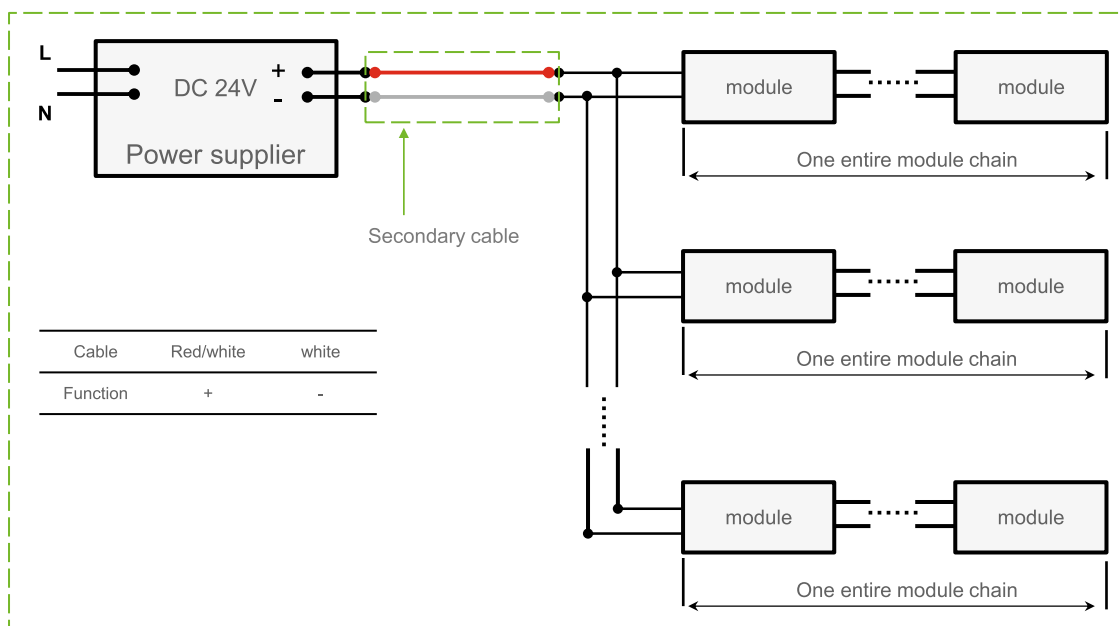 L
N
DC 24V
+
-
Power supplier
Secondary cable
module
module
One entire module chain
module
module
One entire module chain
Cable Red/white white
Function + -
module
module
One entire module chain